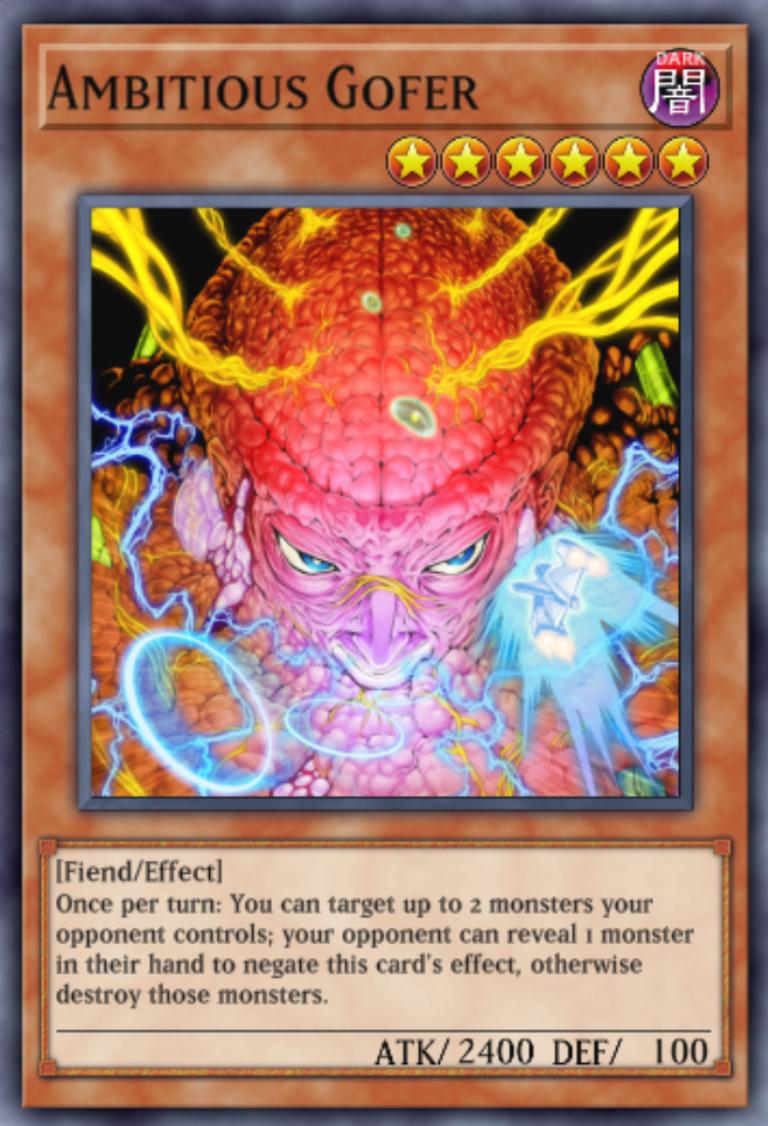 AMBITIOUS GOFER
DARK
闇
[Fiend/Effect]
Once per turn: You can target up to 2 monsters your
opponent controls; your opponent can reveal 1 monster
in their hand to negate this card's effect, otherwise
destroy those monsters.
ATK/ 2400 DEF/ 100